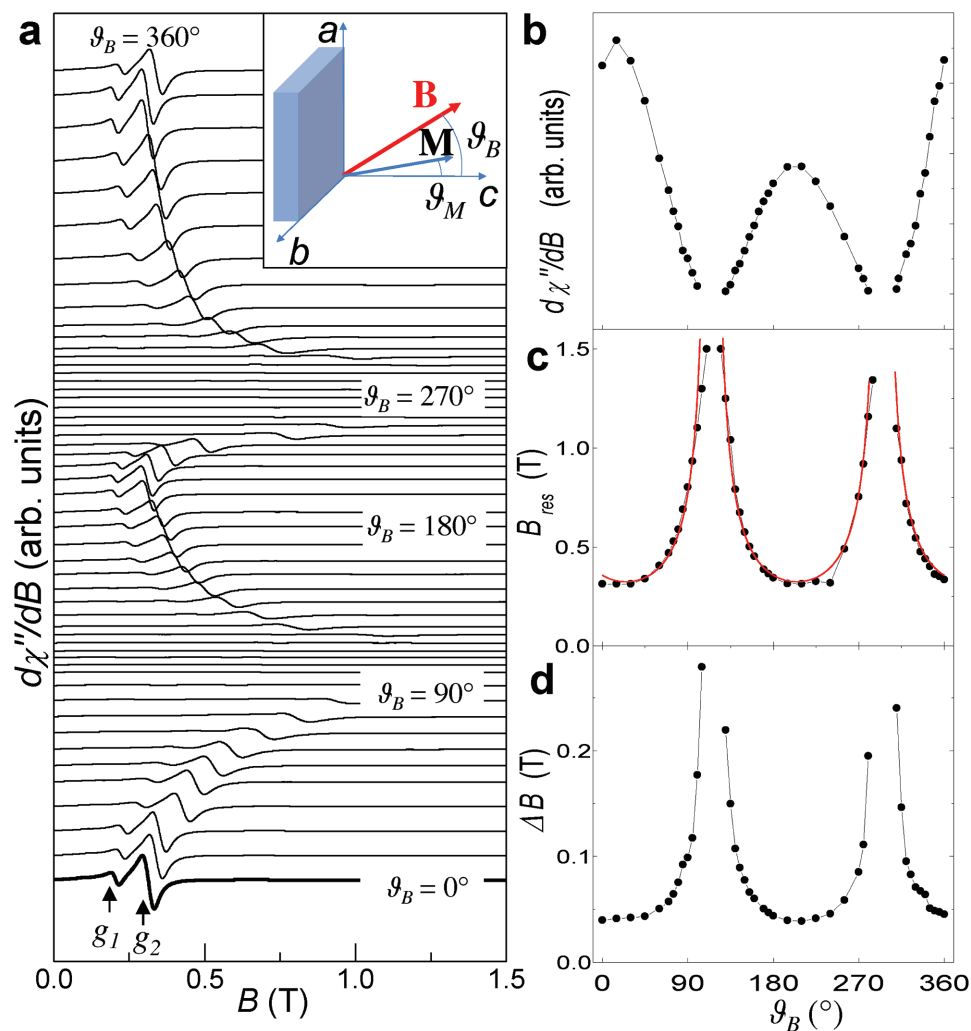 a
ϑB = 360°
a
B
M
ϑB
ϑM
c
b
ϑB = 270°
ϑB = 180°
ϑB = 90°
ϑB = 0°
g1 g2
dχ''/dB (arb. units)
0.0 0.5 1.0 1.5
B (T)
b
dχ''/dB (arb. units)
c
1.5
1.0
0.5
0.0
Bres (T)
d
0.2
0.1
0.0
ΔB (T)
0 90 180 270 360
ϑB (°)